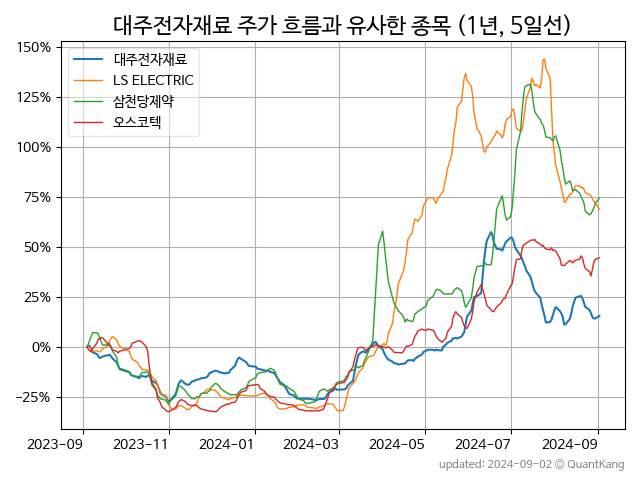 대주전자재료 주가 흐름과 유사한 종목 (1년, 5일선)
대주전자재료
LS ELECTRIC
삼천당제약
오스코텍
150%
125%
100%
75%
50%
25%
0%
−25%
2023-09 2023-11 2024-01 2024-03 2024-05 2024-07 2024-09
updated: 2024-09-02 © QuantKang